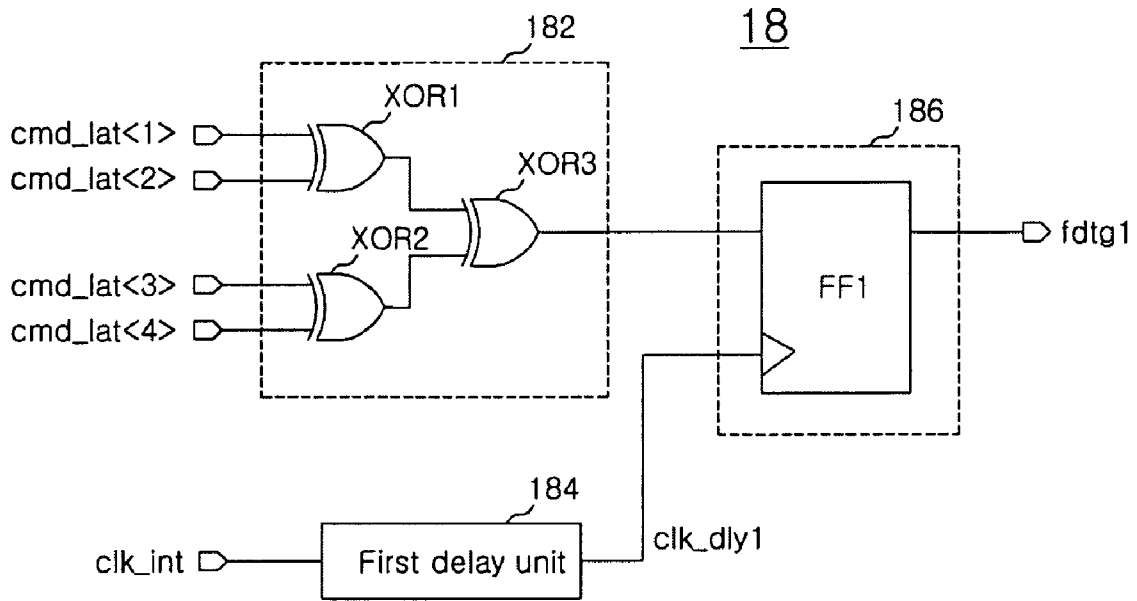 18
182
XOR1
cmd_lat<1>
cmd_lat<2>
XOR3
186
XOR2
cmd_lat<3>
cmd_lat<4>
FF1
fdtg1
184
clk_int
First delay unit
clk_dly1